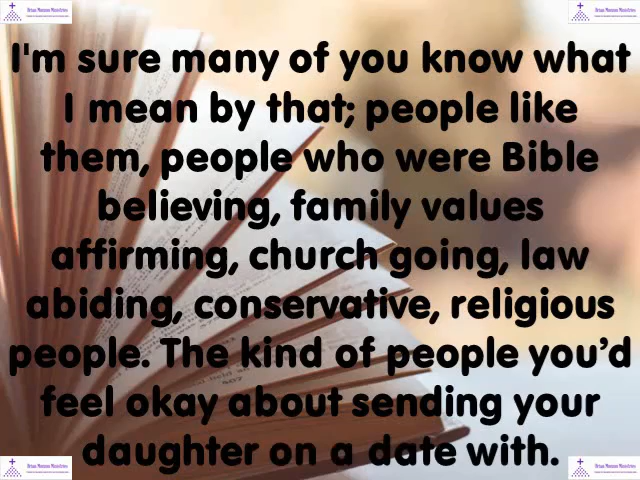 I'm sure many of you know what
I mean by that; people like
them, people who were Bible
believing, family values
affirming, church going, law
abiding, conservative, religious
people. The kind of people you’d
feel okay about sending your
daughter on a date with.